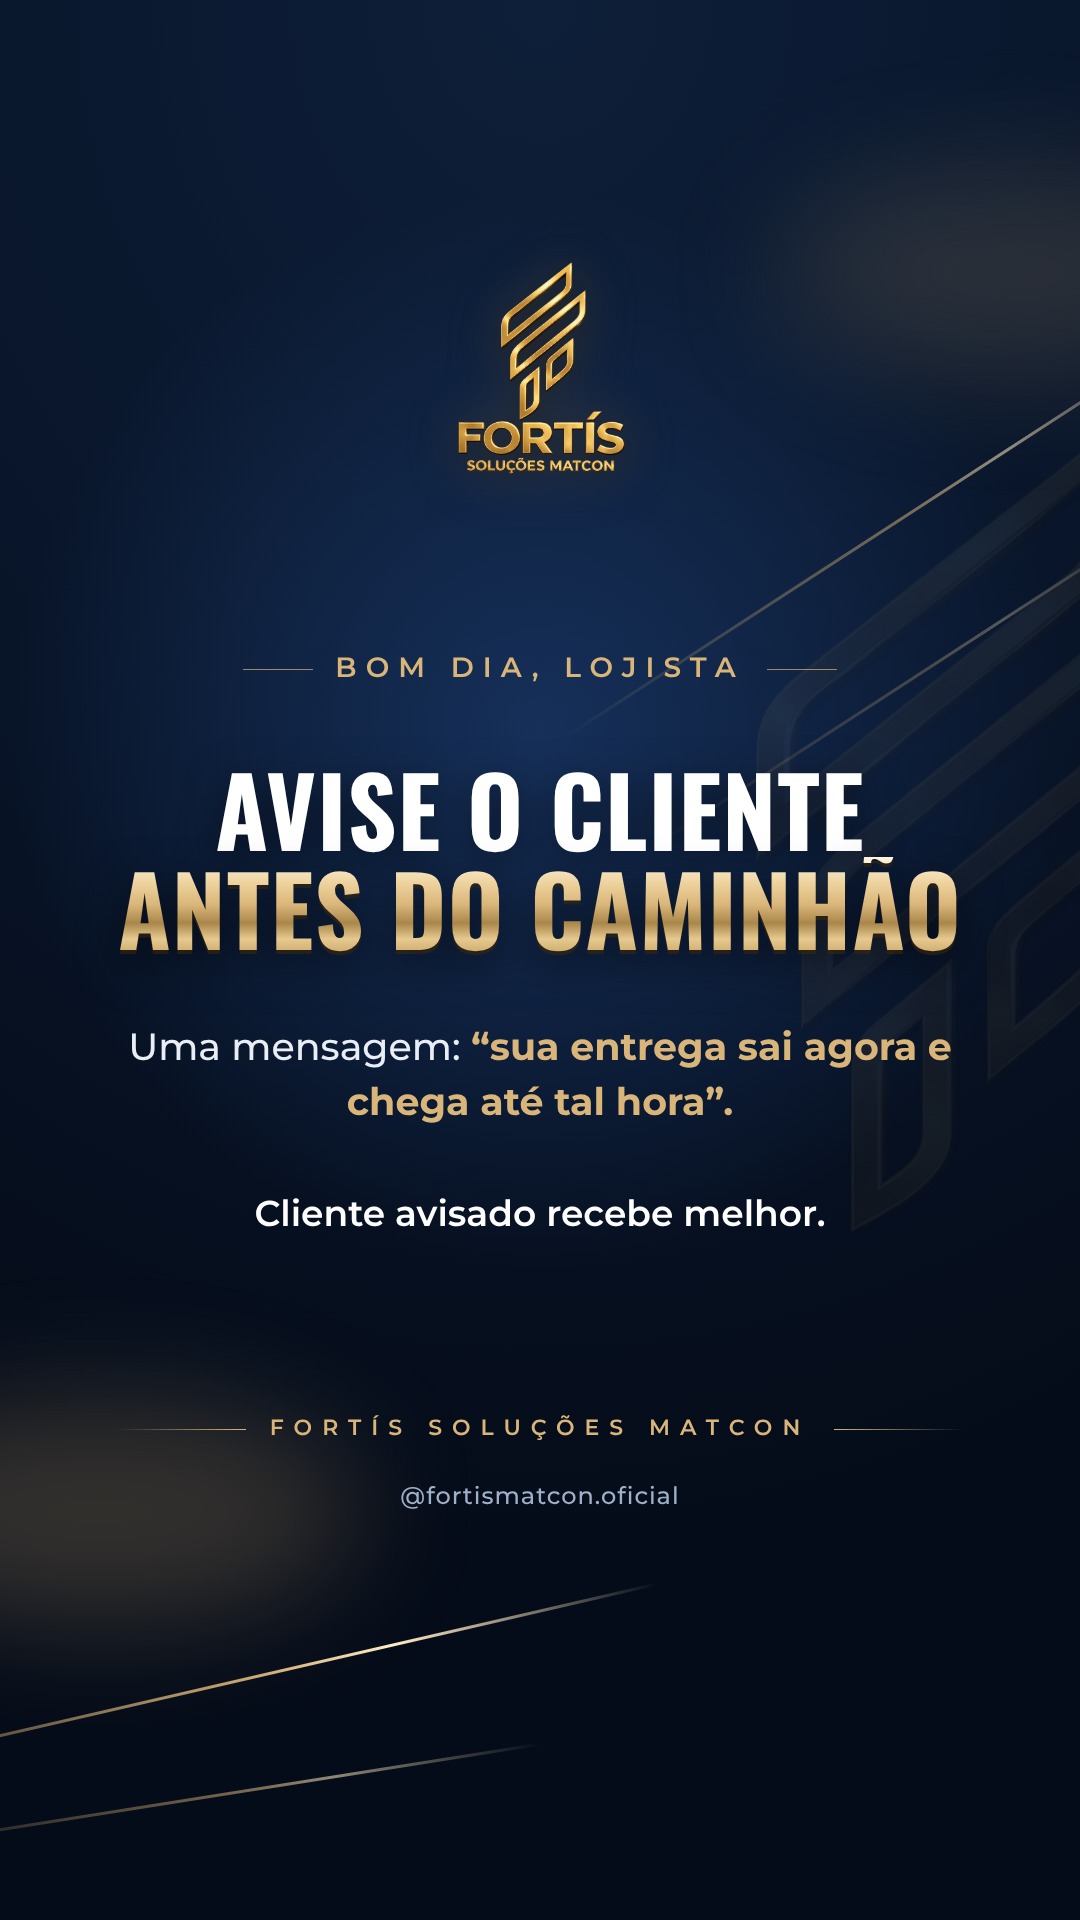 FORTÍS
SOLUÇÕES MATCON
BOM DIA, LOJISTA
AVISE O CLIENTE
ANTES DO CAMINHÃO
Uma mensagem: “sua entrega sai agora e
chega até tal hora”.
Cliente avisado recebe melhor.
FORTÍS SOLUÇÕES MATCON
@fortismatcon.oficial